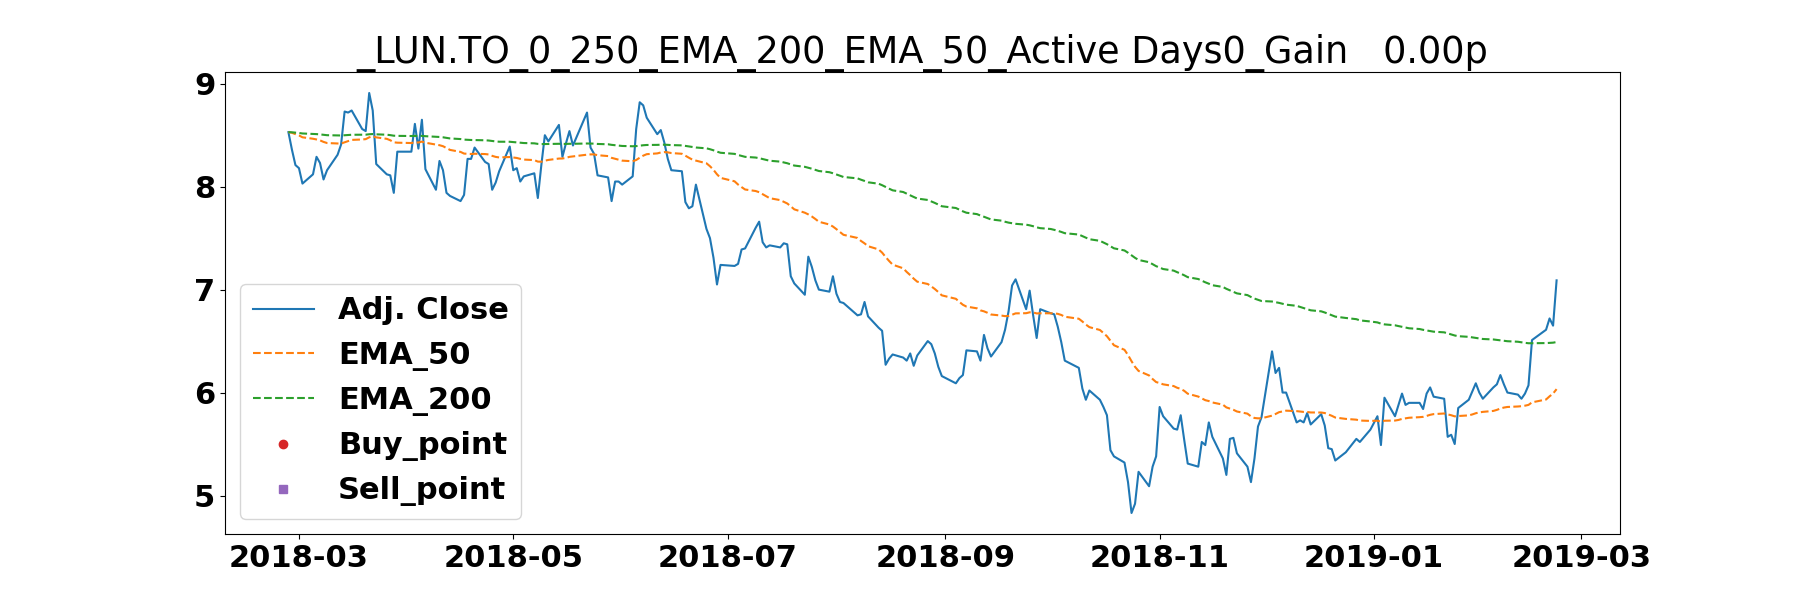 _LUN.TO_0_250_EMA_200_EMA_50_Active Days0_Gain   0.00p
9
8
7
6
5
Adj. Close
EMA_50
EMA_200
Buy_point
Sell_point
2018-03 2018-05 2018-07 2018-09 2018-11 2019-01 2019-03